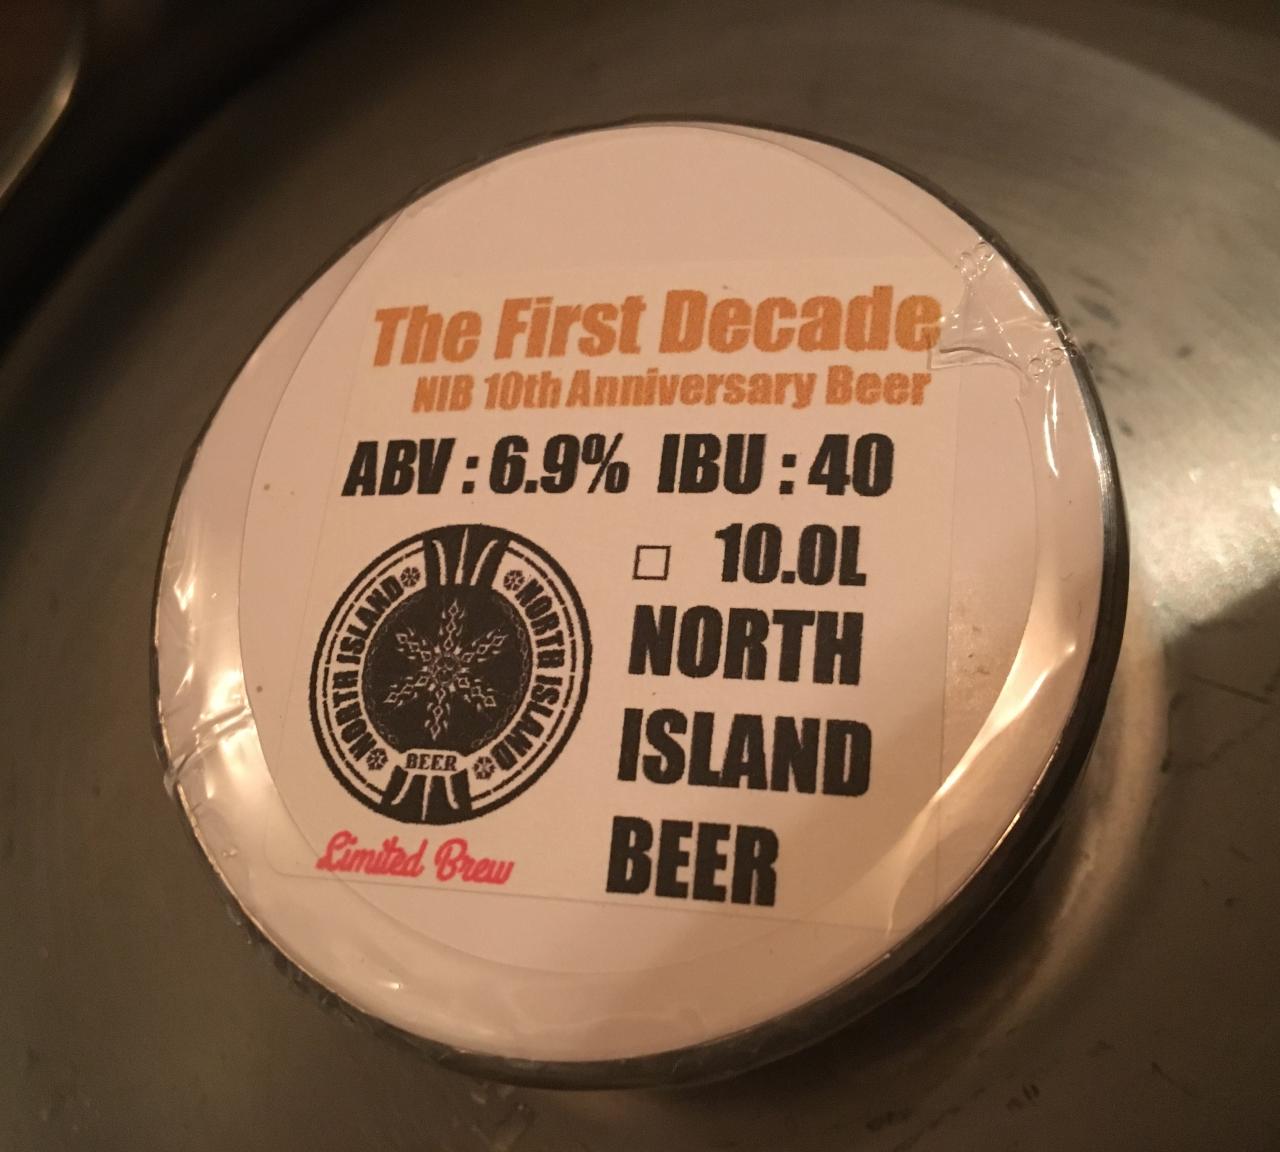 The First Decade
NIB 10th Anniversary Beer
ABV : 6.9% IBU : 40
□ 10.0L
NORTH
ISLAND
BEER
NORTH ISLAND
NORTH ISLAND
BEER
Limited Brew